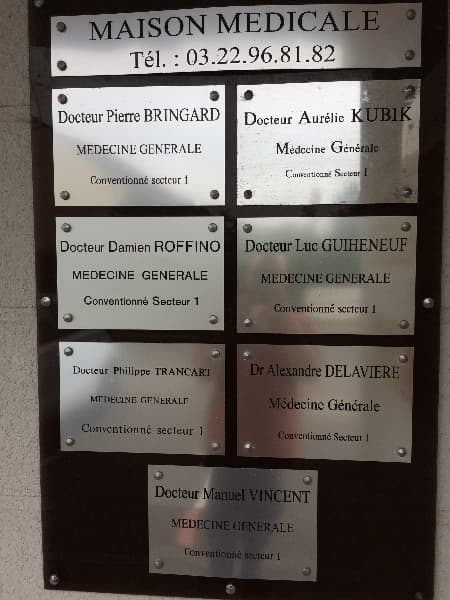 MAISON MEDICALE
Tél. : 03.22.96.81.82
Docteur Pierre BRINGARD
MEDECINE GENERALE
Conventionné secteur 1
Docteur Aurélie KUBIK
Médecine Générale
Conventionné Secteur 1
Docteur Damien ROFFINO
MEDECINE GENERALE
Conventionné Secteur 1
Docteur Luc GUIHENEUF
MEDECINE GENERALE
Conventionné secteur 1
Docteur Philippe TRANCART
MEDECINE GENERALE
Conventionné secteur 1
Dr Alexandre DELAVIERE
Médecine Générale
Conventionné Secteur 1
Docteur Manuel VINCENT
MEDECINE GENERALE
Conventionné secteur 1